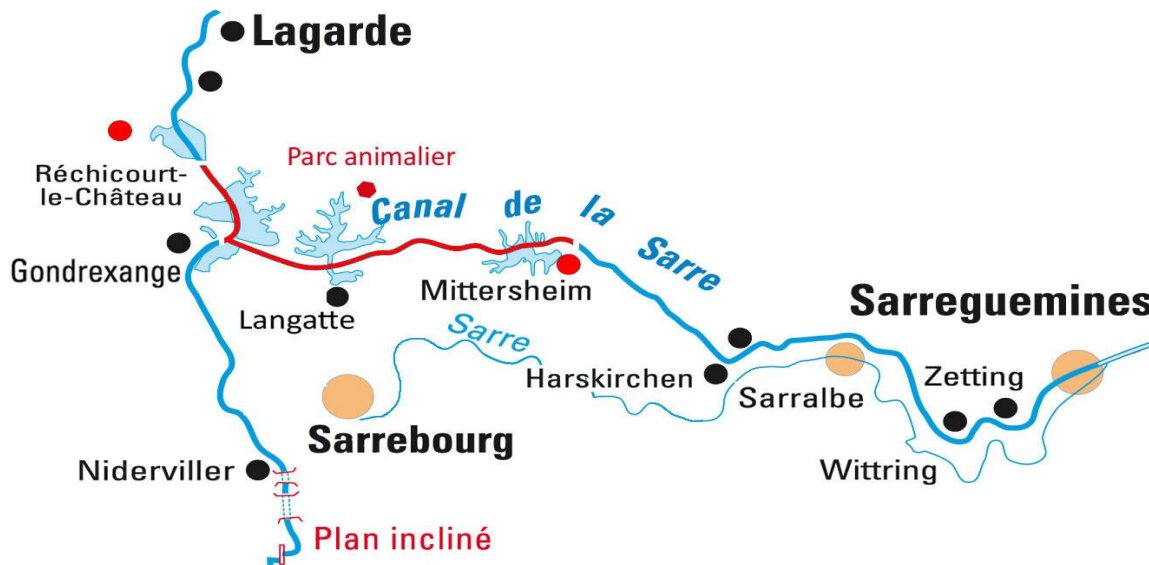 Lagarde
Parc animalier
Réchicourt-
le-Château
Canal de la Sarre
Gondrexange
Mittersheim
Langatte
Sarreguemines
Sarre
Harskirchen
Zetting
Sarralbe
Sarrebourg
Wittring
Niderviller
Plan incliné